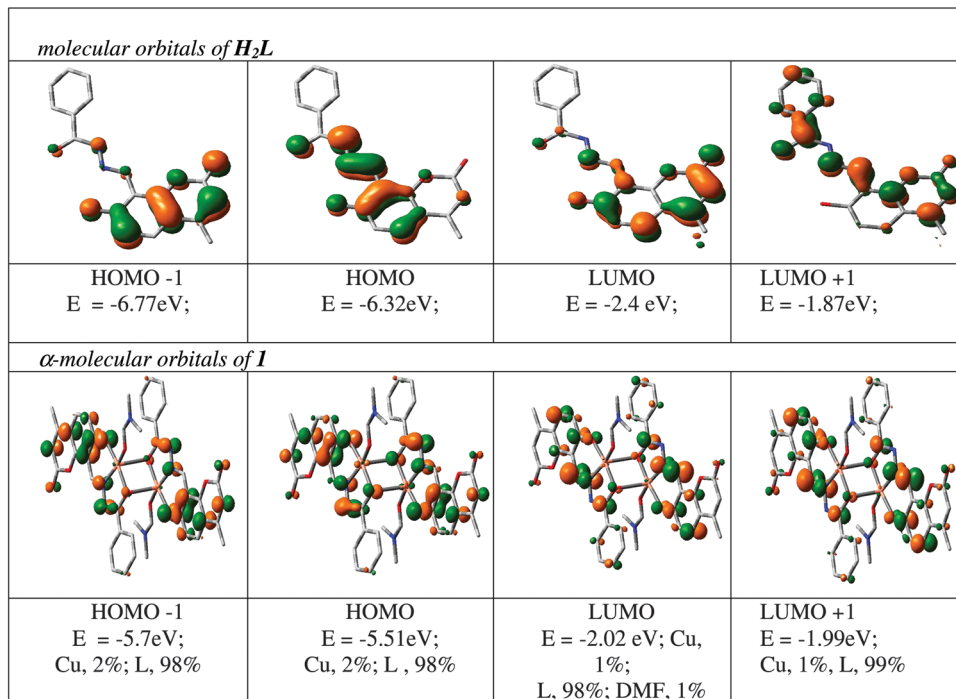 molecular orbitals of H₂L
HOMO -1
E = -6.77eV;
HOMO
E = -6.32eV;
LUMO
E = -2.4 eV;
LUMO +1
E = -1.87eV;
α-molecular orbitals of 1
HOMO -1
E = -5.7eV;
Cu, 2%; L, 98%
HOMO
E = -5.51eV;
Cu, 2%; L , 98%
LUMO
E = -2.02 eV; Cu,
1%;
L, 98%; DMF, 1%
LUMO +1
E = -1.99eV;
Cu, 1%, L, 99%